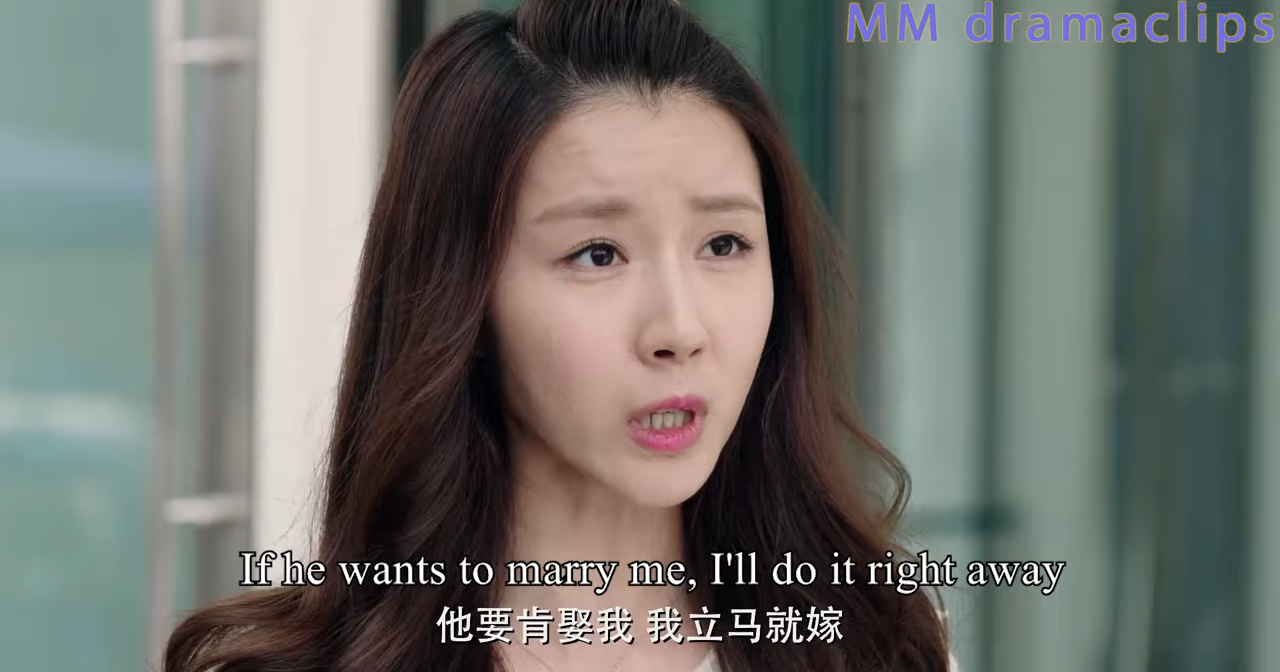 MM dramaclips
If he wants to marry me, I'll do it right away
他要肯娶我 我立马就嫁